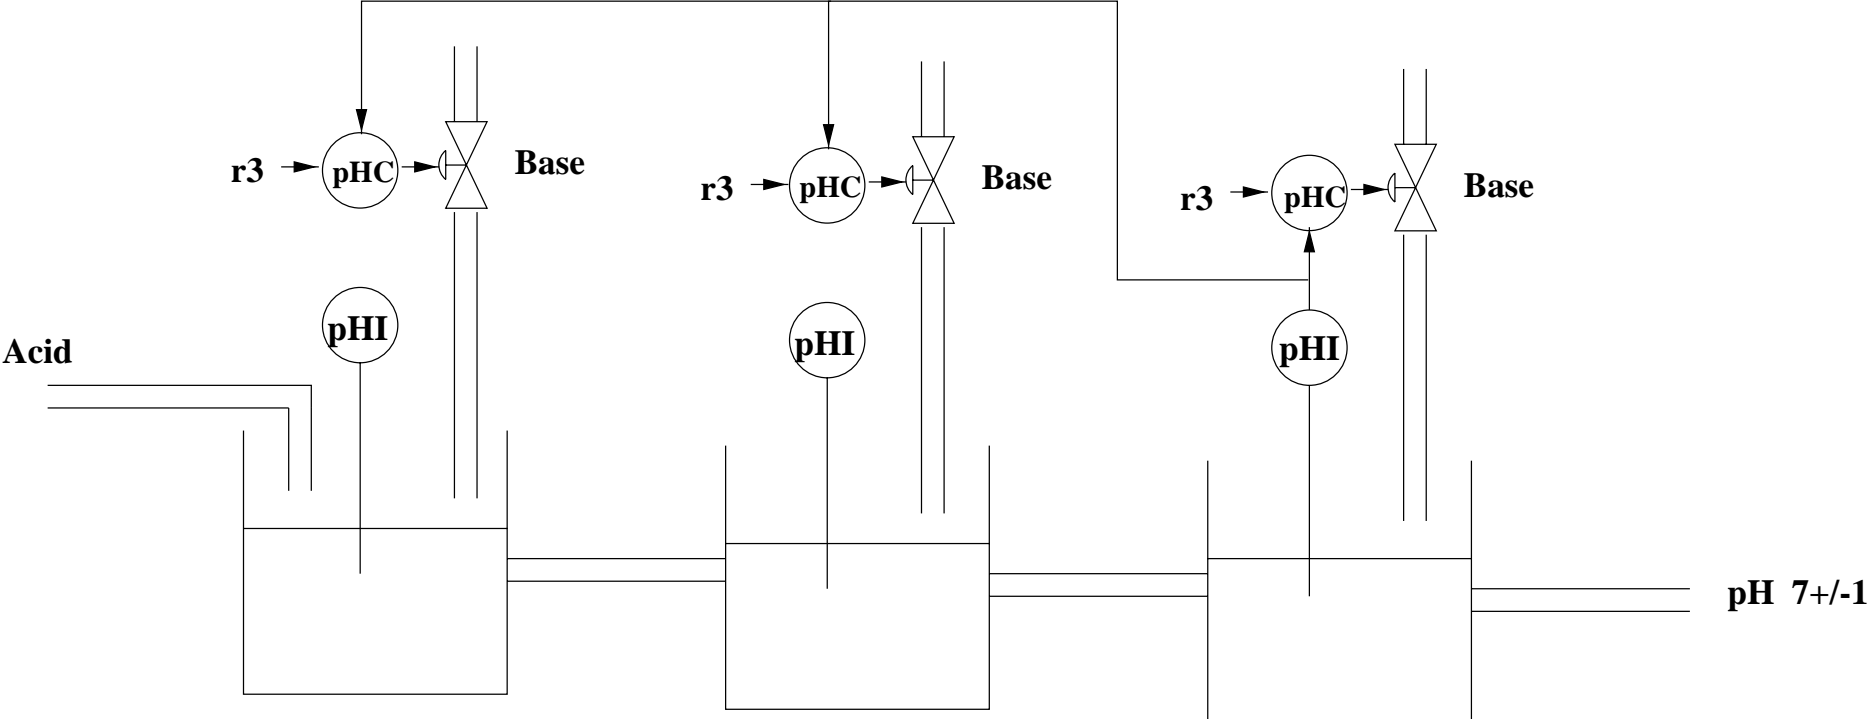 r3
pHC
Base
r3
pHC
Base
r3
pHC
Base
pHI
pHI
pHI
Acid
pH 7+/-1